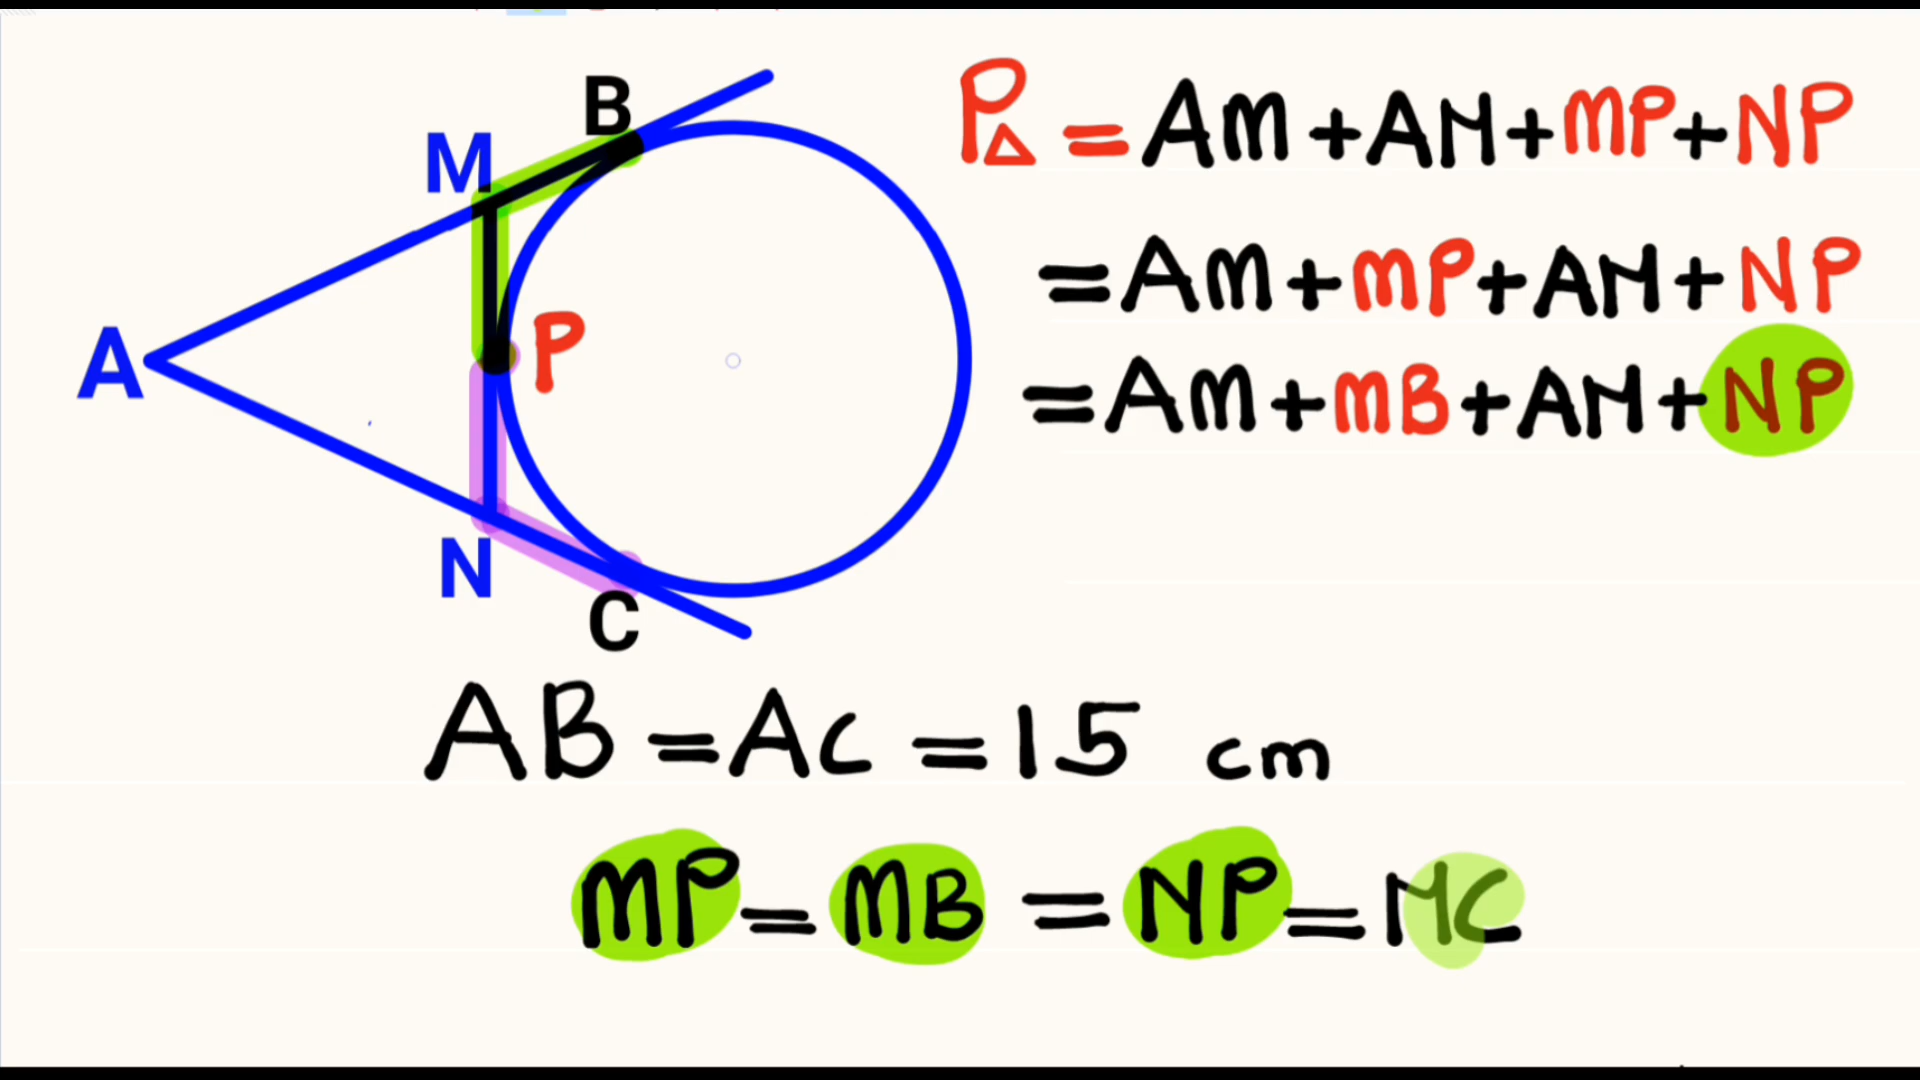 B
M
P
A
N
C
P△ = AM + AN + MP + NP
= AM + MP + AN + NP
= AM + MB + AN + NP
AB = AC = 15 cm
MP = MB = NP = NC